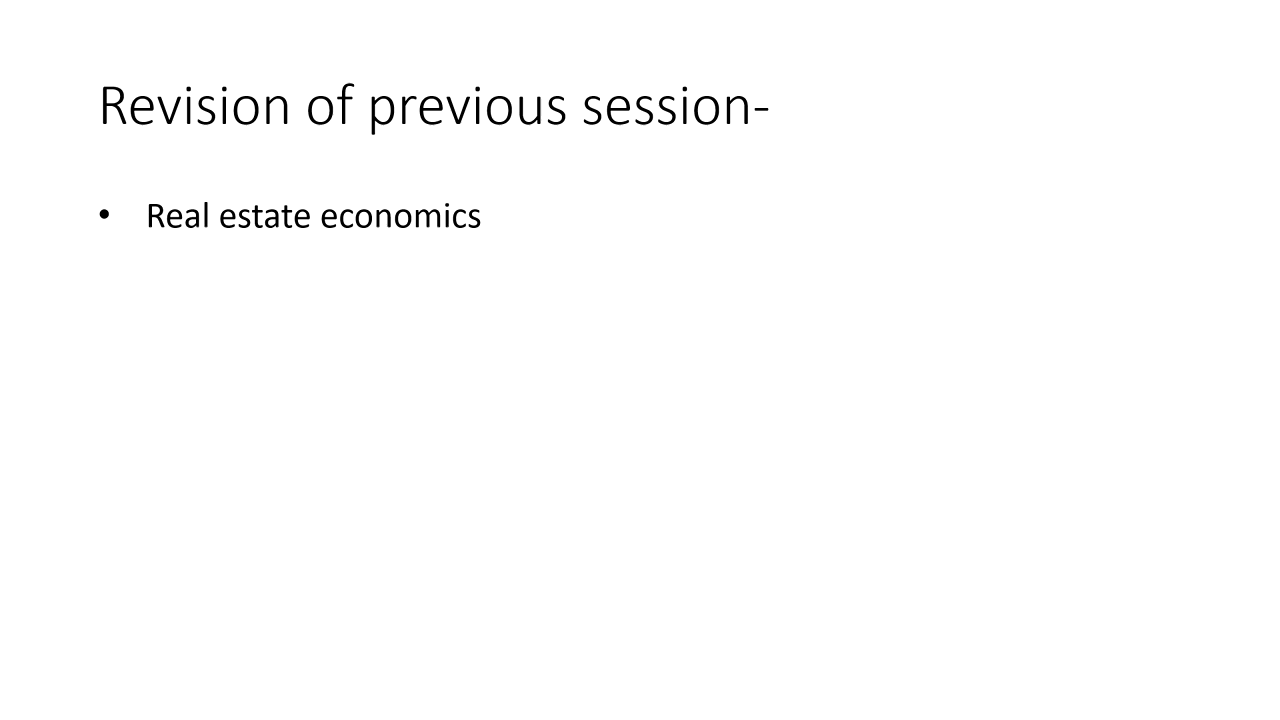 Revision of previous session-
• Real estate economics